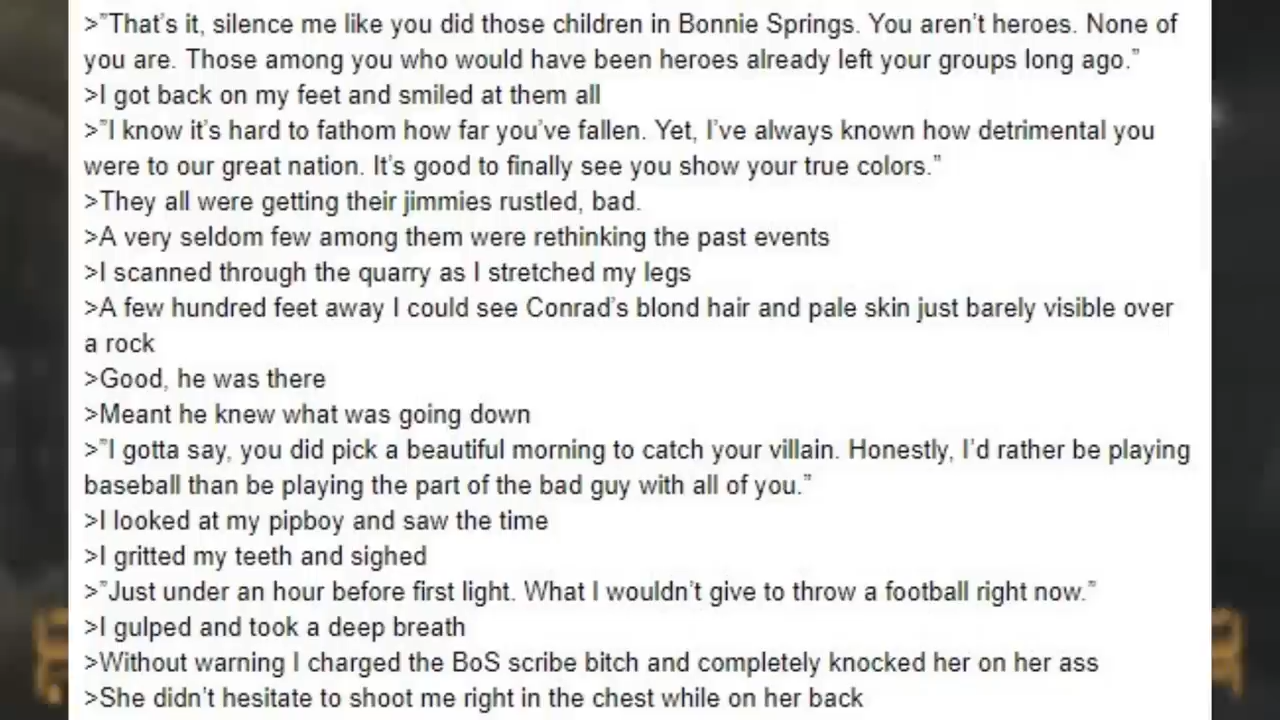 >"That's it, silence me like you did those children in Bonnie Springs. You aren't heroes. None of
you are. Those among you who would have been heroes already left your groups long ago."
>I got back on my feet and smiled at them all
>"I know it's hard to fathom how far you've fallen. Yet, I've always known how detrimental you
were to our great nation. It's good to finally see you show your true colors."
>They all were getting their jimmies rustled, bad.
>A very seldom few among them were rethinking the past events
>I scanned through the quarry as I stretched my legs
>A few hundred feet away I could see Conrad's blond hair and pale skin just barely visible over
a rock
>Good, he was there
>Meant he knew what was going down
>"I gotta say, you did pick a beautiful morning to catch your villain. Honestly, I'd rather be playing
baseball than be playing the part of the bad guy with all of you."
>I looked at my pipboy and saw the time
>I gritted my teeth and sighed
>"Just under an hour before first light. What I wouldn't give to throw a football right now."
>I gulped and took a deep breath
>Without warning I charged the BoS scribe bitch and completely knocked her on her ass
>She didn't hesitate to shoot me right in the chest while on her back